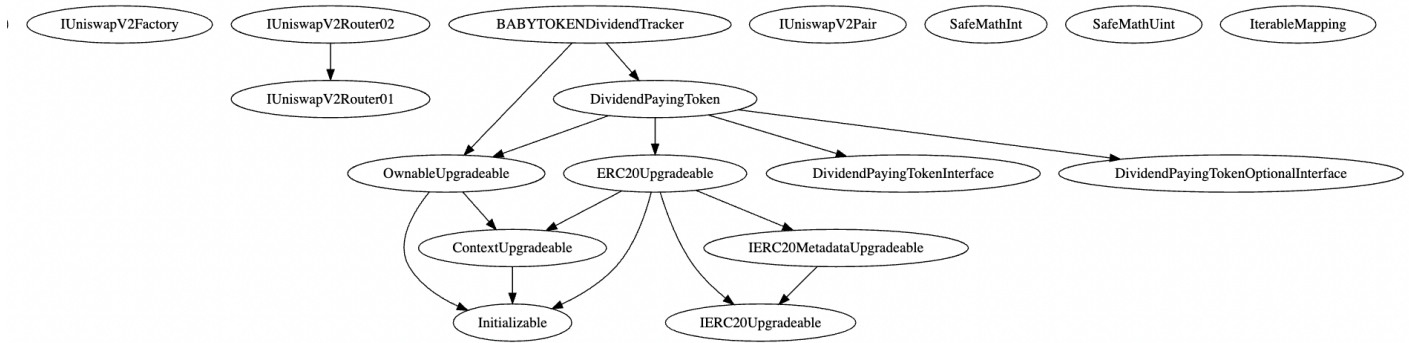 IUniswapV2Factory
IUniswapV2Router02
BABYTOKENDividendTracker
IUniswapV2Pair
SafeMathInt
SafeMathUint
IterableMapping
IUniswapV2Router01
DividendPayingToken
OwnableUpgradeable
ERC20Upgradeable
DividendPayingTokenInterface
DividendPayingTokenOptionalInterface
ContextUpgradeable
IERC20MetadataUpgradeable
Initializable
IERC20Upgradeable